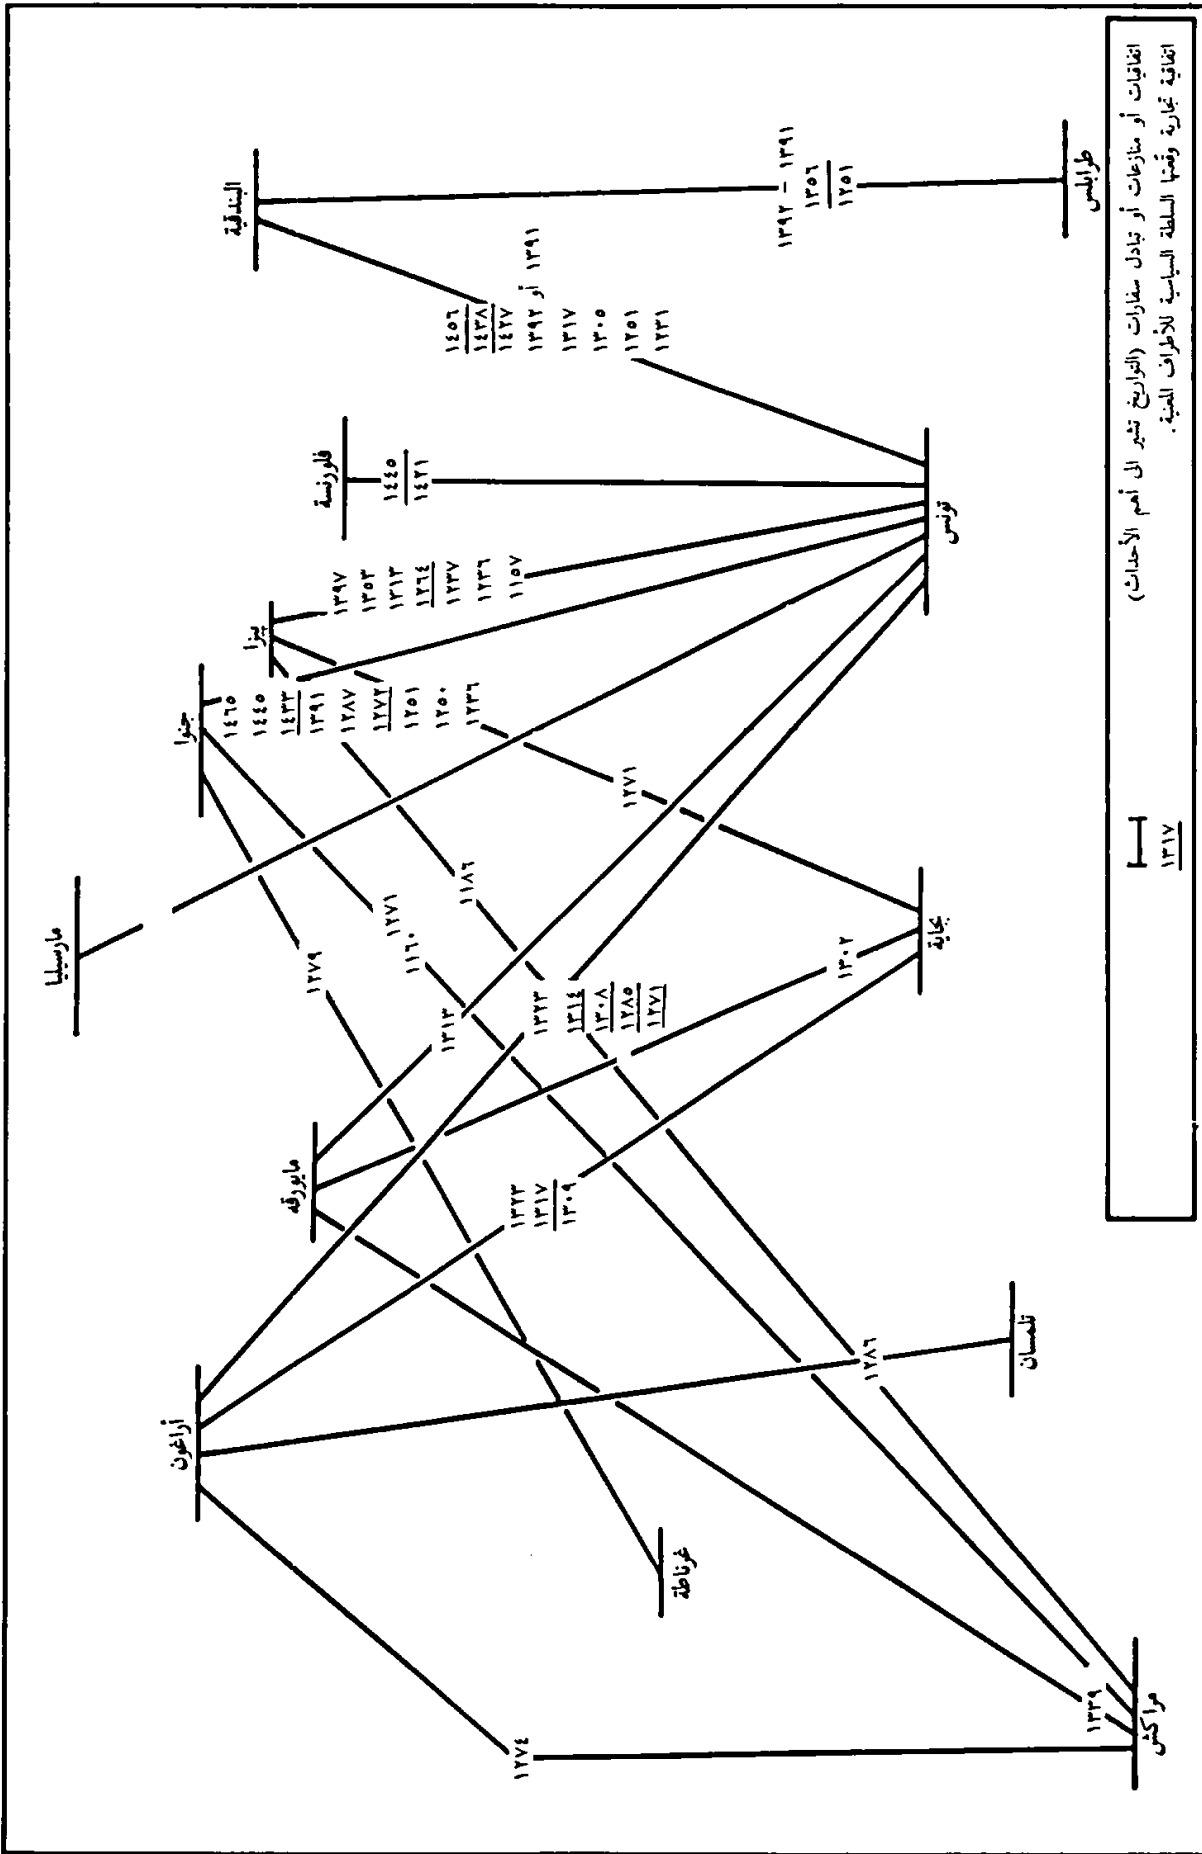 البندقية
فلورنسة
پيزا
جنوا
مارسيليا
مايورقه
أراغون
١٣٩١ - ١٣٩٢
١٣٥٦
١٢٥١
١٤٥٦
١٤٣٨
١٤٢٧
١٣٩١ أو ١٣٩٢
١٣١٧
١٣٠٥
١٢٥١
١٢٣١
١٤٤٥
١٤٢١
١٣٩٧
١٣٥٣
١٣١٣
١٢٦٤
١٢٣٧
١٢٣٦
١١٥٧
١٤٦٥
١٤٤٥
١٤٣٣
١٣٩١
١٢٨٧
١٢٧٢
١٢٥١
١٢٥٠
١٢٣٦
١٢٧١
١١٨٦
١٢٧١
١١٦٠
١٢٧٩
١٣١٣
١٣٢٣
١٣١٤
١٣٠٨
١٢٨٥
١٢٧١
١٣٠٢
١٣٢٣
١٣١٧
١٣٠٩
١٢٨٦
١٣٣٩
١٢٧٤
طرابلس
تونس
بجاية
تلمسان
غرناطة
مراكش
اتفاقيات أو منازعات أو تبادل سفارات (التواريخ تشير الى أهم الأحداث)
اتفاقية تجارية وقعتها السلطة السياسية للأطراف المعنية.
١٣١٧